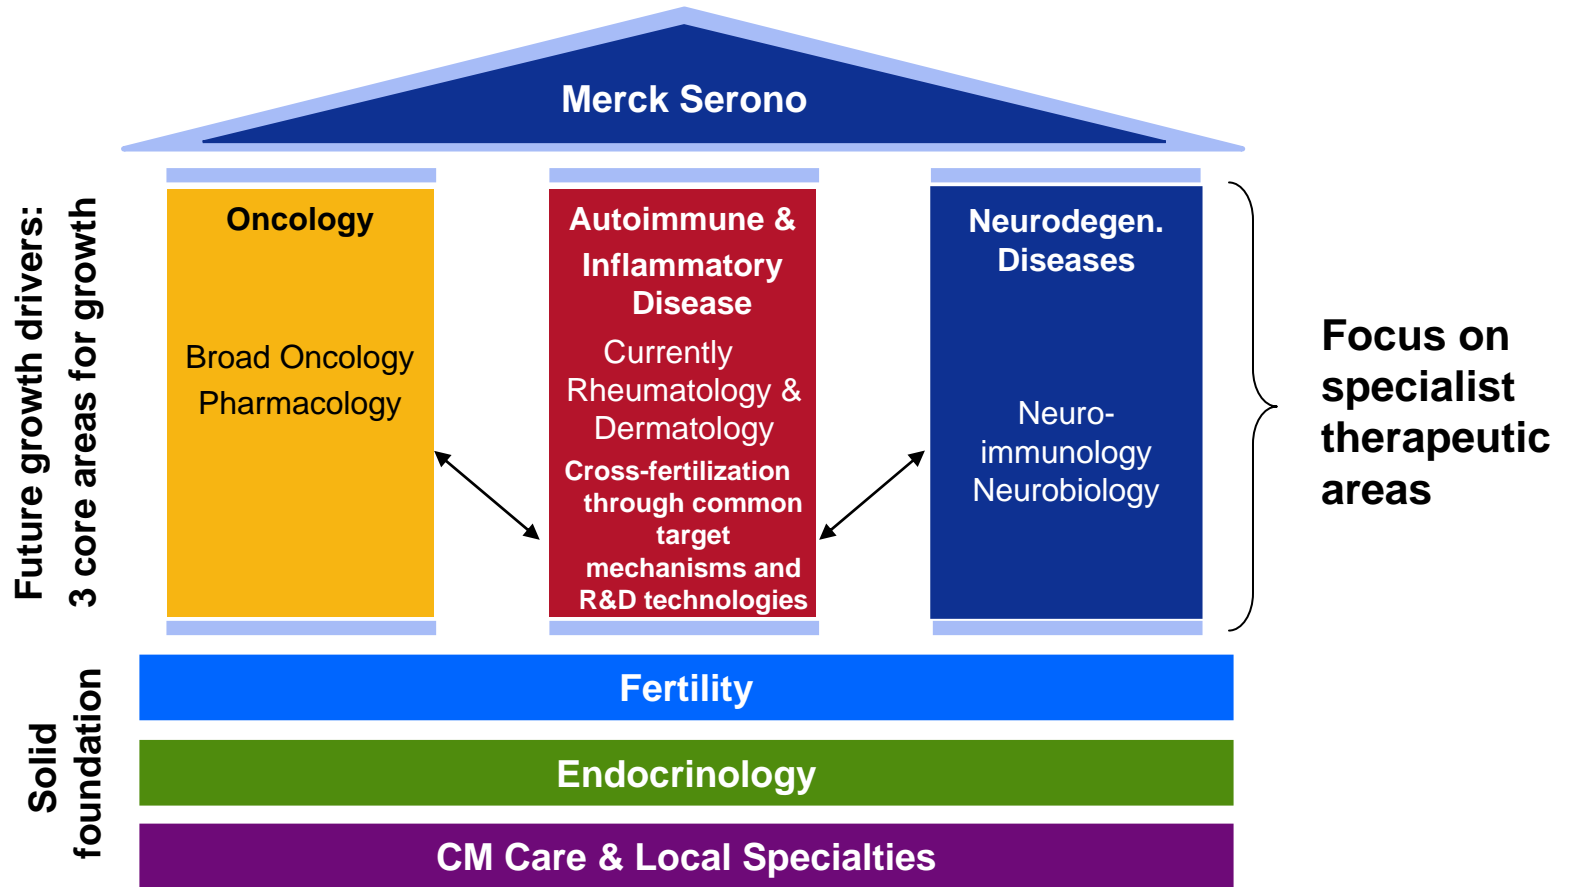 Merck Serono
Future growth drivers:
3 core areas for growth
Oncology
Broad Oncology
Pharmacology
Autoimmune &
Inflammatory
Disease
Currently
Rheumatology &
Dermatology
Cross-fertilization
through common
target
mechanisms and
R&D technologies
Neurodegen.
Diseases
Neuro-
immunology
Neurobiology
Focus on
specialist
therapeutic
areas
Solid
foundation
Fertility
Endocrinology
CM Care & Local Specialties